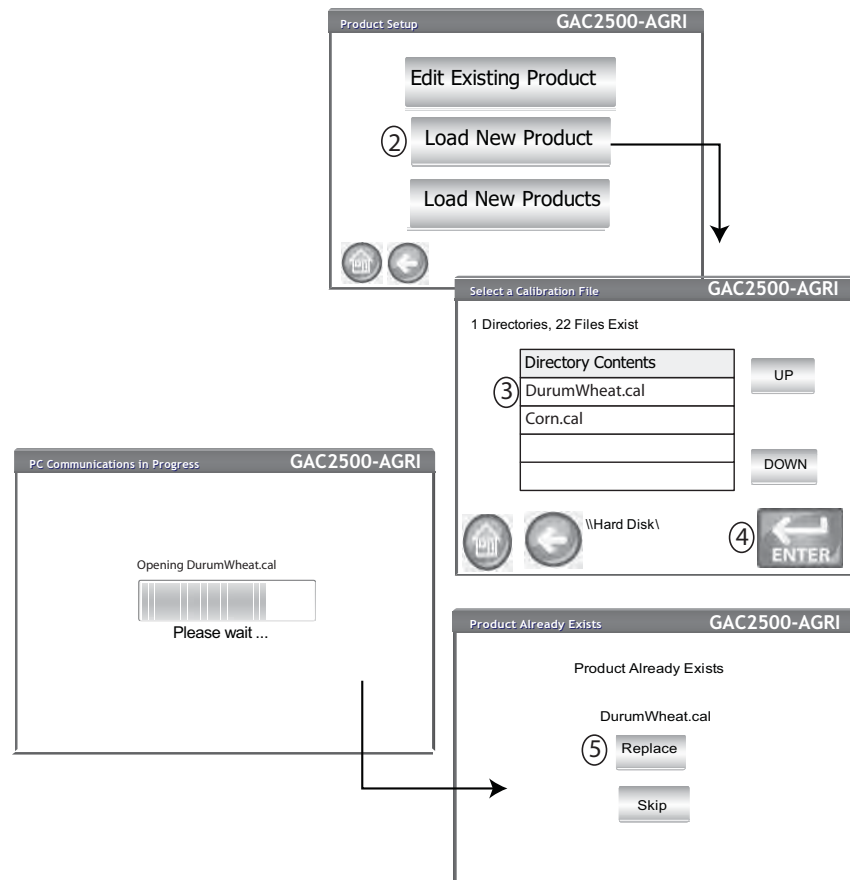 Product Setup GAC2500-AGRI
Edit Existing Product
2 Load New Product
Load New Products
Select a Calibration File GAC2500-AGRI
1 Directories, 22 Files Exist
Directory Contents
UP
3 DurumWheat.cal
Corn.cal
DOWN
\\Hard Disk\
4 ENTER
PC Communications in Progress GAC2500-AGRI
Opening DurumWheat.cal
Please wait ...
Product Already Exists GAC2500-AGRI
Product Already Exists
DurumWheat.cal
5 Replace
Skip